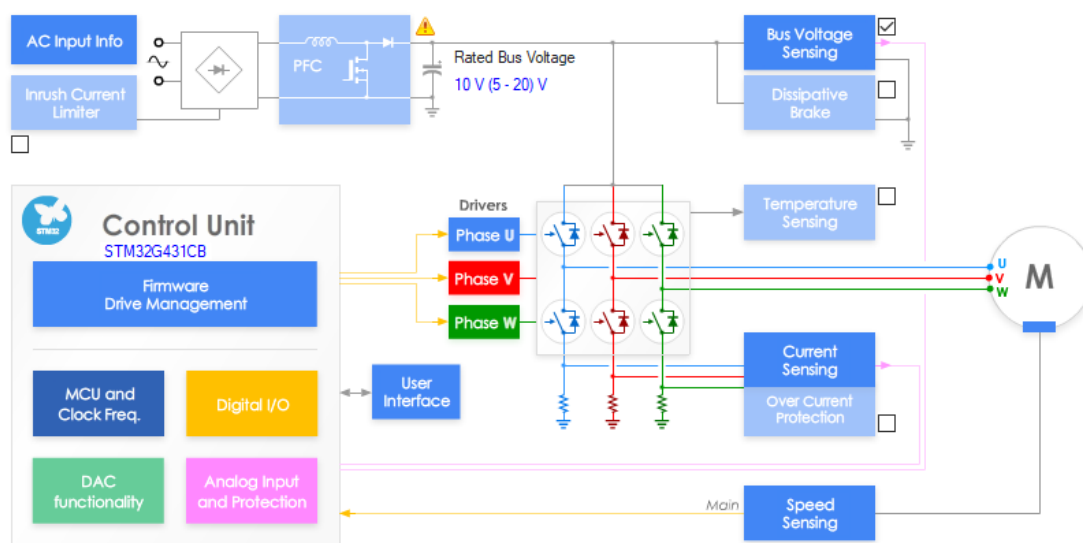 AC Input Info
Inrush Current
Limiter
PFC
Rated Bus Voltage
10 V (5 - 20) V
Bus Voltage
Sensing
Dissipative
Brake
STM32
Control Unit
STM32G431CB
Firmware
Drive Management
MCU and
Clock Freq.
Digital I/O
DAC
functionality
Analog Input
and Protection
User
Interface
Drivers
Phase U
Phase V
Phase W
Temperature
Sensing
U
V
W
M
Current
Sensing
Over Current
Protection
Main
Speed
Sensing